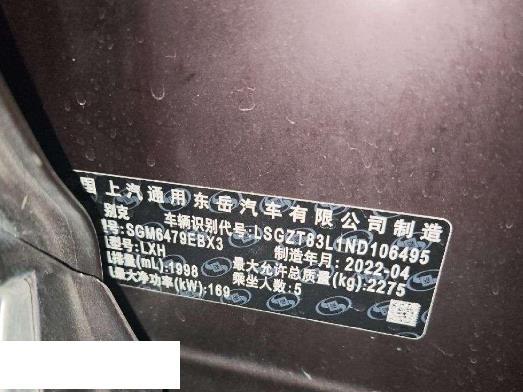 国 上汽通用东岳汽车有限公司制造
别克 车辆识别代号:LSGZT83L1ND106495
号:SGM6479EBX3 制造年月:2022-04
型号:LXH 最大允许总质量(kg):2275
排量(mL):1998 乘坐人数:5
最大净功率(kW):169